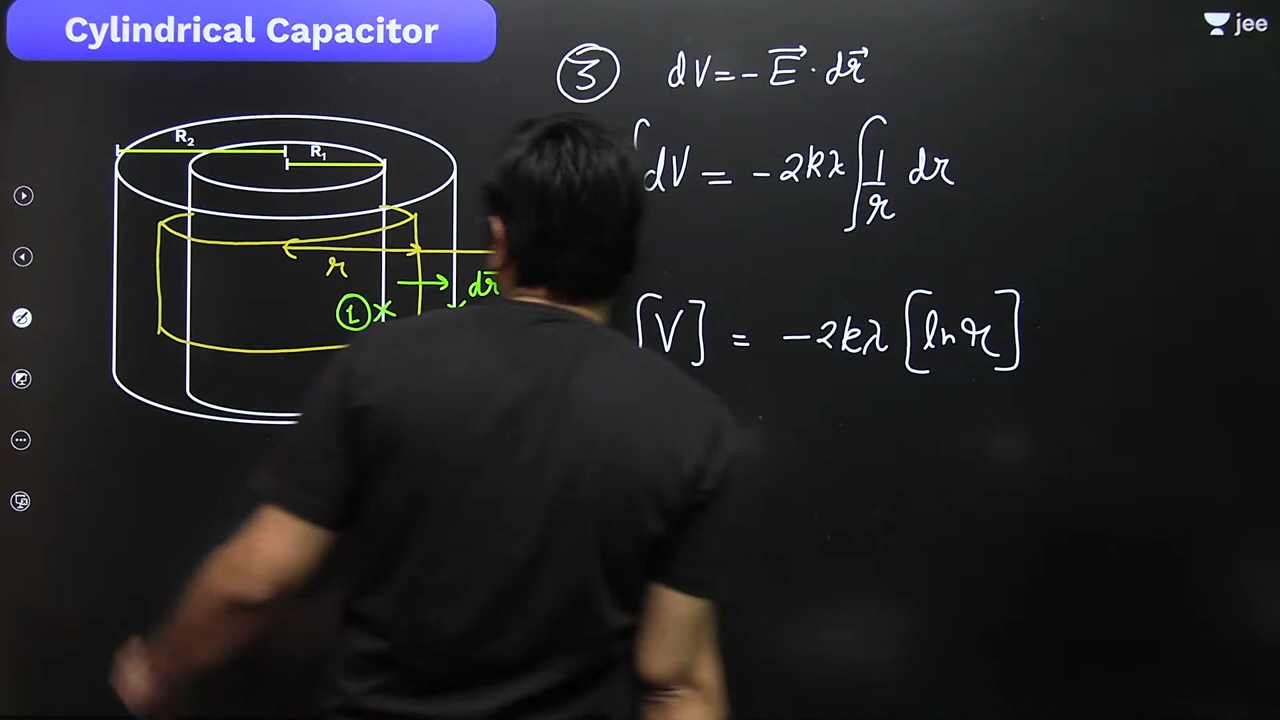 Cylindrical Capacitor
jee
③ dV = - E⃗ · dr⃗
∫dV = -2kλ ∫ 1/r dr
[V] = -2kλ [ln r]
R₂
R₁
r
dr⃗
① ×